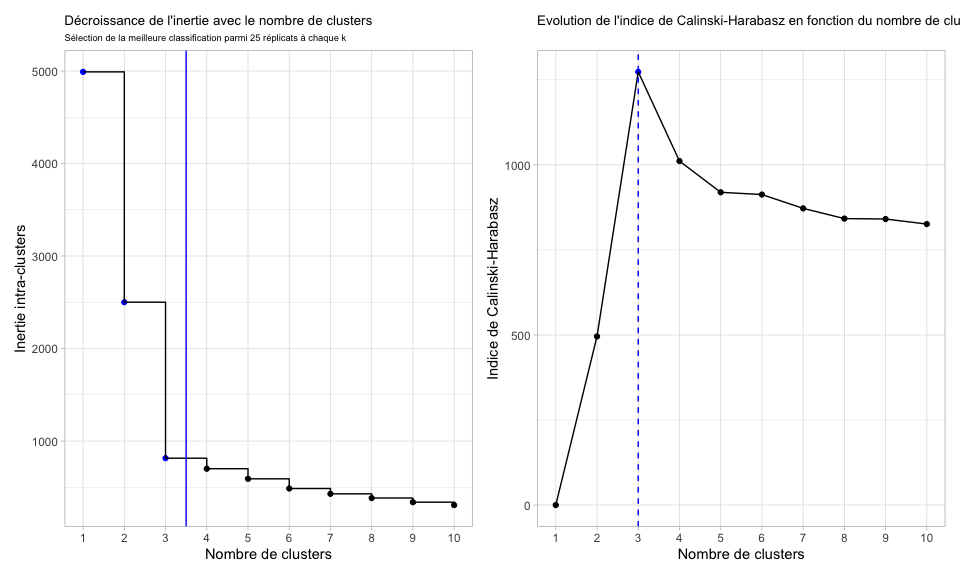 Décroissance de l'inertie avec le nombre de clusters
Sélection de la meilleure classification parmi 25 réplicats à chaque k
Inertie intra-clusters
5000
4000
3000
2000
1000
1 2 3 4 5 6 7 8 9 10
Nombre de clusters
Evolution de l'indice de Calinski-Harabasz en fonction du nombre de clu
Indice de Calinski-Harabasz
1000
500
0
1 2 3 4 5 6 7 8 9 10
Nombre de clusters